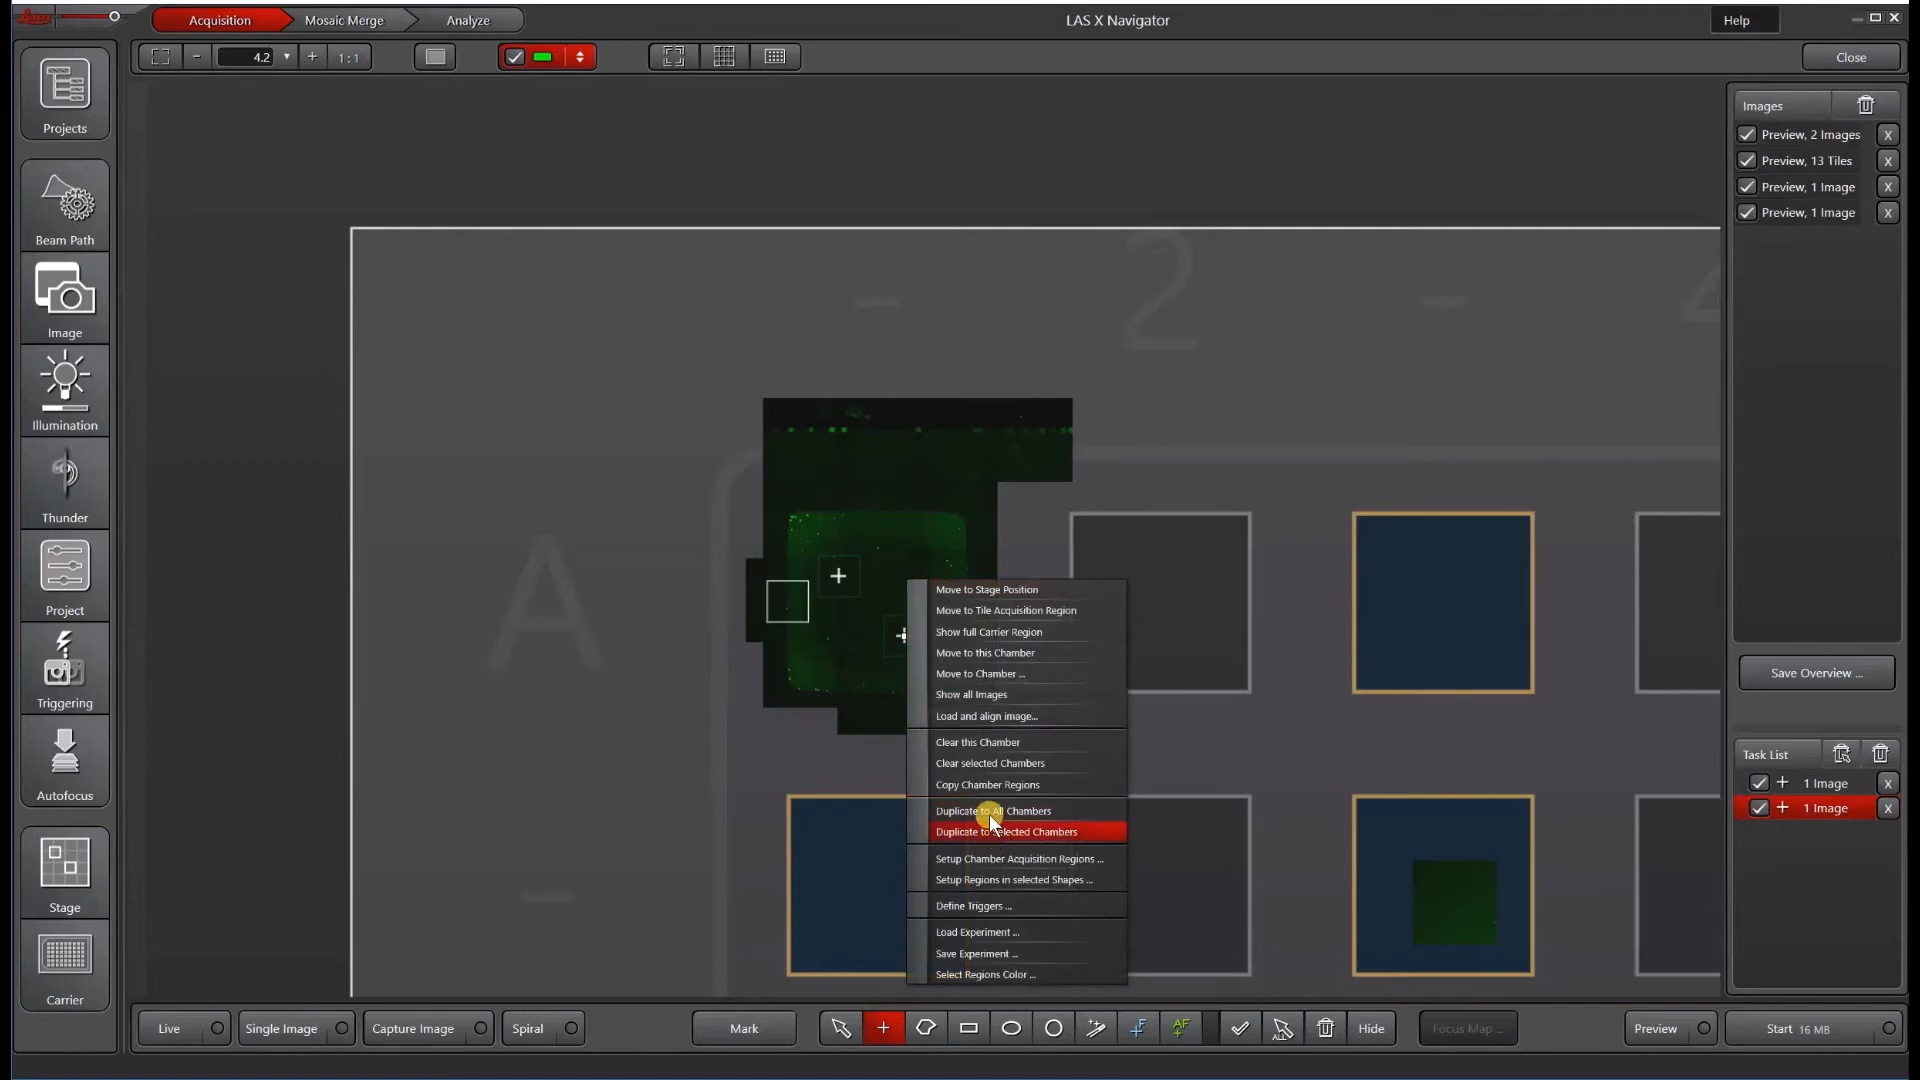 Leica
Acquisition
Mosaic Merge
Analyze
LAS X Navigator
Help
4.2
1:1
Close
Projects
Beam Path
Image
Illumination
Thunder
Project
Triggering
Autofocus
Stage
Carrier
2
4
A
Move to Stage Position
Move to Tile Acquisition Region
Show full Carrier Region
Move to this Chamber
Move to Chamber ...
Show all Images
Load and align image...
Clear this Chamber
Clear selected Chambers
Copy Chamber Regions
Duplicate to All Chambers
Duplicate to Selected Chambers
Setup Chamber Acquisition Regions ...
Setup Regions in selected Shapes ...
Define Triggers ...
Load Experiment ...
Save Experiment ...
Select Regions Color ...
Images
Preview, 2 Images X
Preview, 13 Tiles X
Preview, 1 Image X
Preview, 1 Image X
Save Overview ...
Task List
1 Image X
1 Image X
Live
Single Image
Capture Image
Spiral
Mark
F
AF
ALL
Hide
Focus Map ...
Preview
Start 16 MB